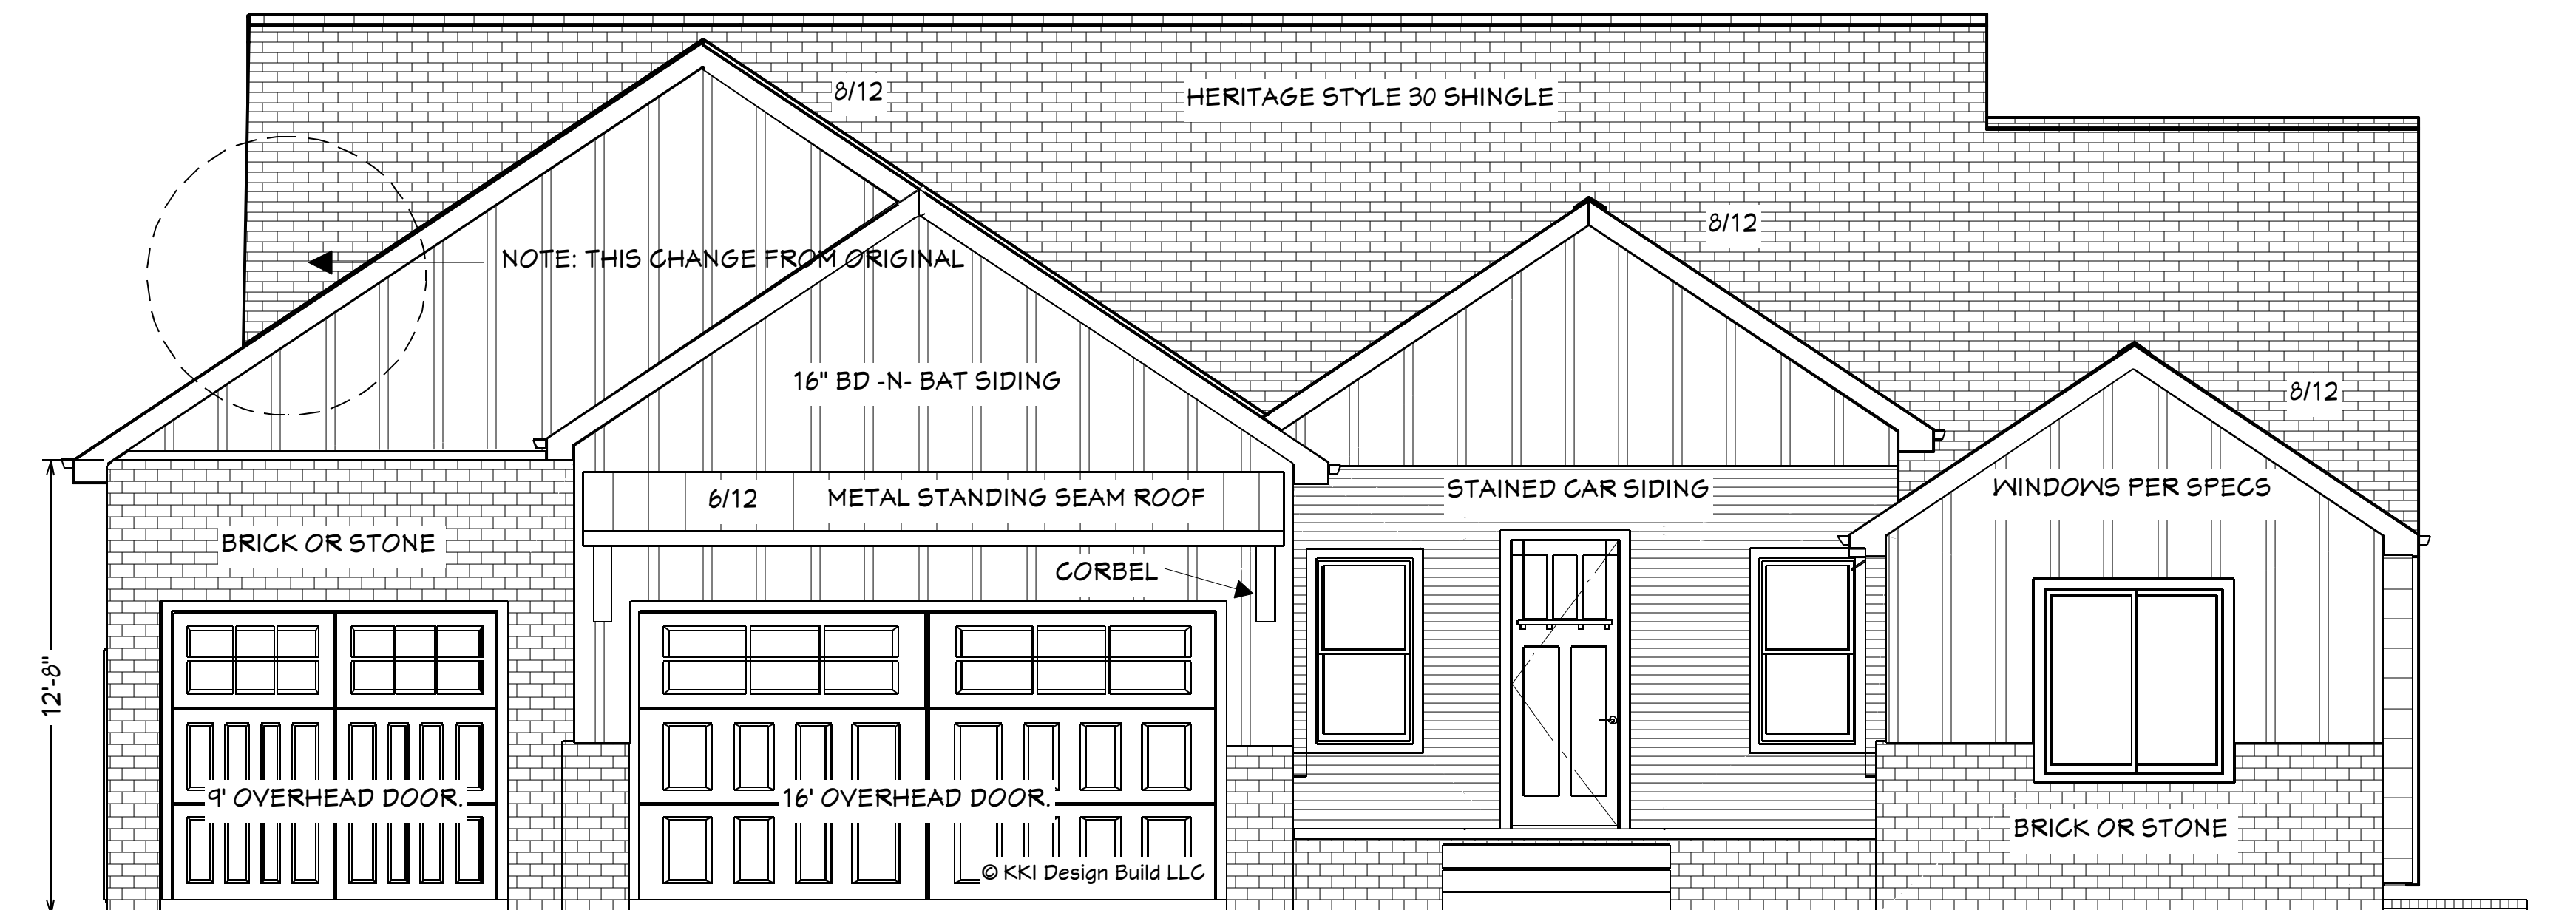 8/12
HERITAGE STYLE 30 SHINGLE
8/12
NOTE: THIS CHANGE FROM ORIGINAL
16" BD -N- BAT SIDING
8/12
6/12
METAL STANDING SEAM ROOF
STAINED CAR SIDING
WINDOWS PER SPECS
BRICK OR STONE
CORBEL
12'-8"
9' OVERHEAD DOOR.
16' OVERHEAD DOOR.
BRICK OR STONE
© KKI Design Build LLC